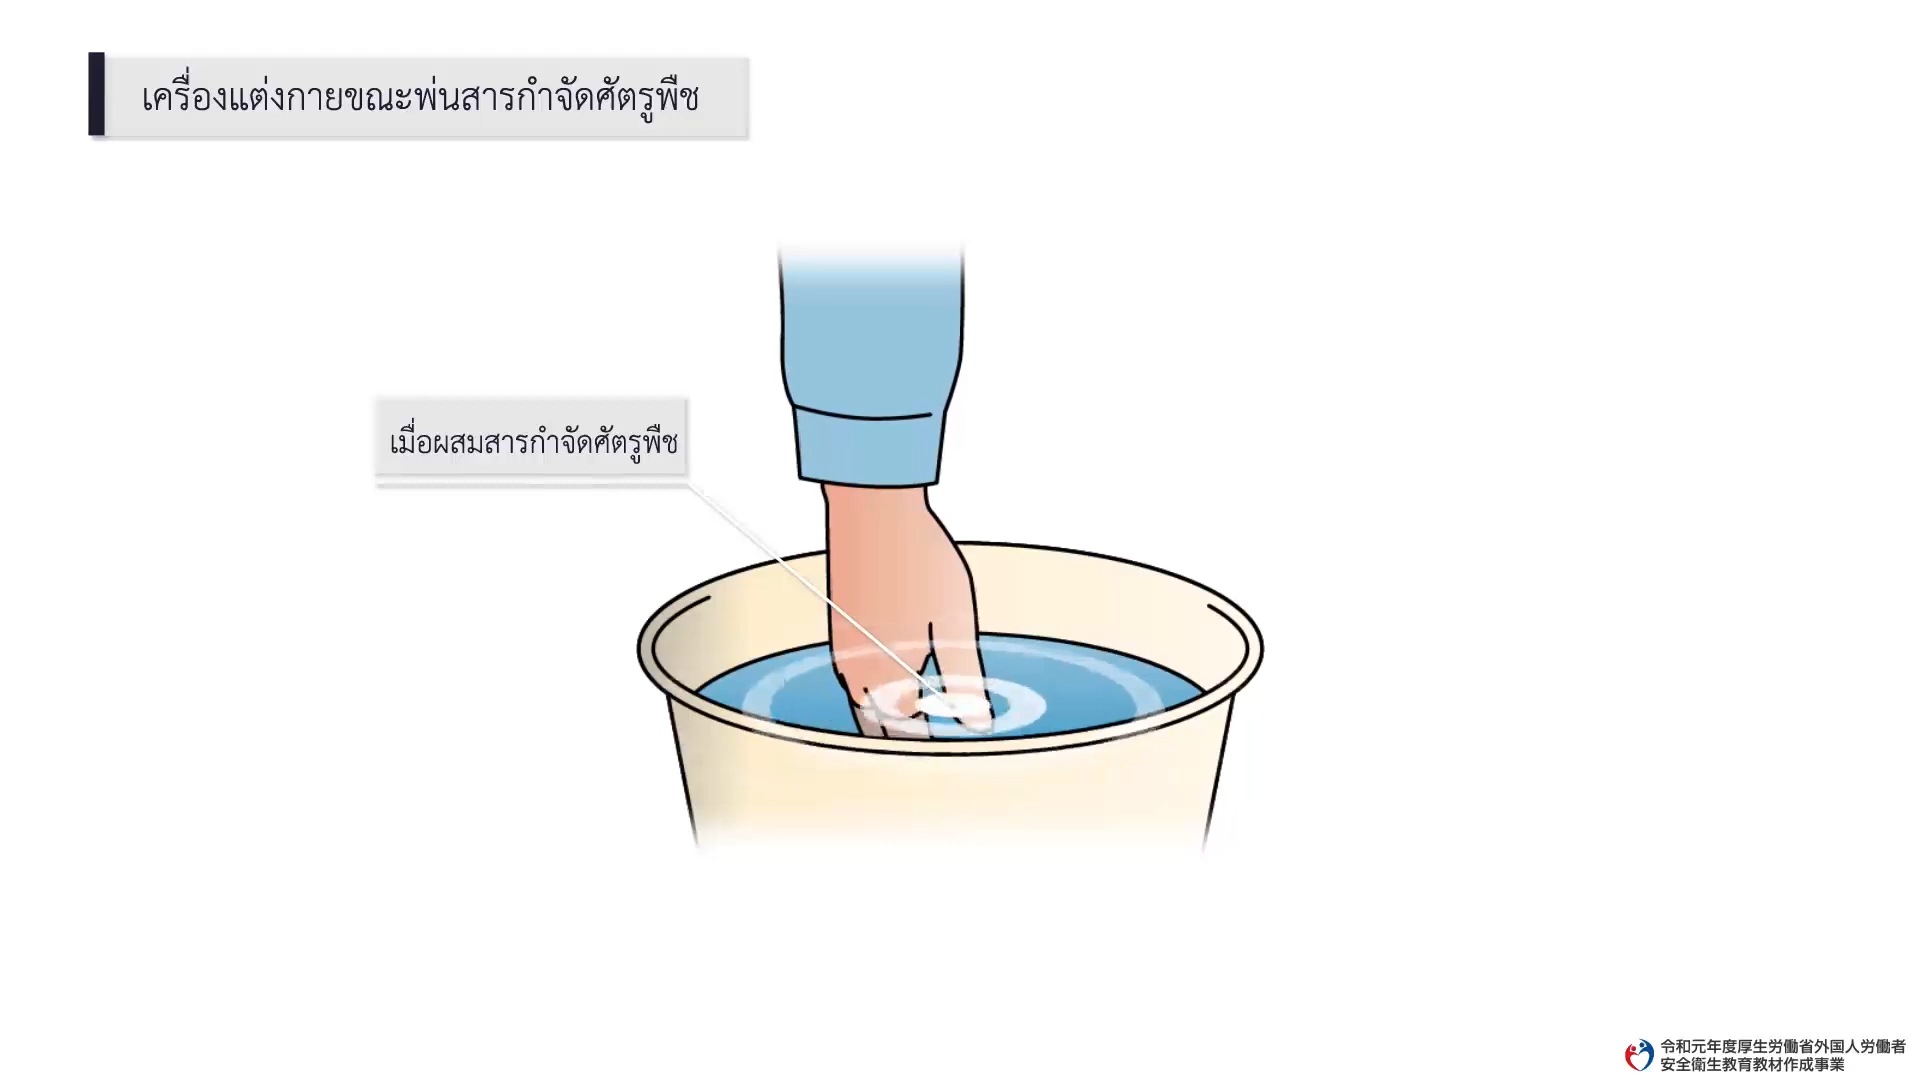 เครื่องแต่งกายขณะพ่นสารกำจัดศัตรูพืช
เมื่อผสมสารกำจัดศัตรูพืช
令和元年度厚生労働省外国人労働者
安全衛生教育教材作成事業